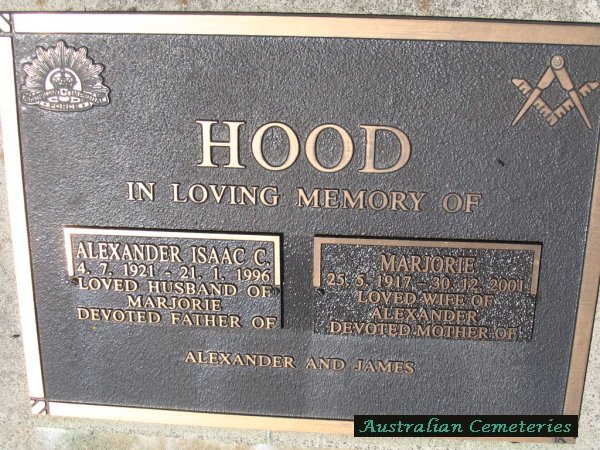 HOOD
IN LOVING MEMORY OF
ALEXANDER ISAAC C.
4. 7. 1921 - 21. 1. 1996
LOVED HUSBAND OF
MARJORIE
DEVOTED FATHER OF
MARJORIE
25. 5. 1917 - 30. 12. 2001
LOVED WIFE OF
ALEXANDER
DEVOTED MOTHER OF
ALEXANDER AND JAMES
Australian Cemeteries